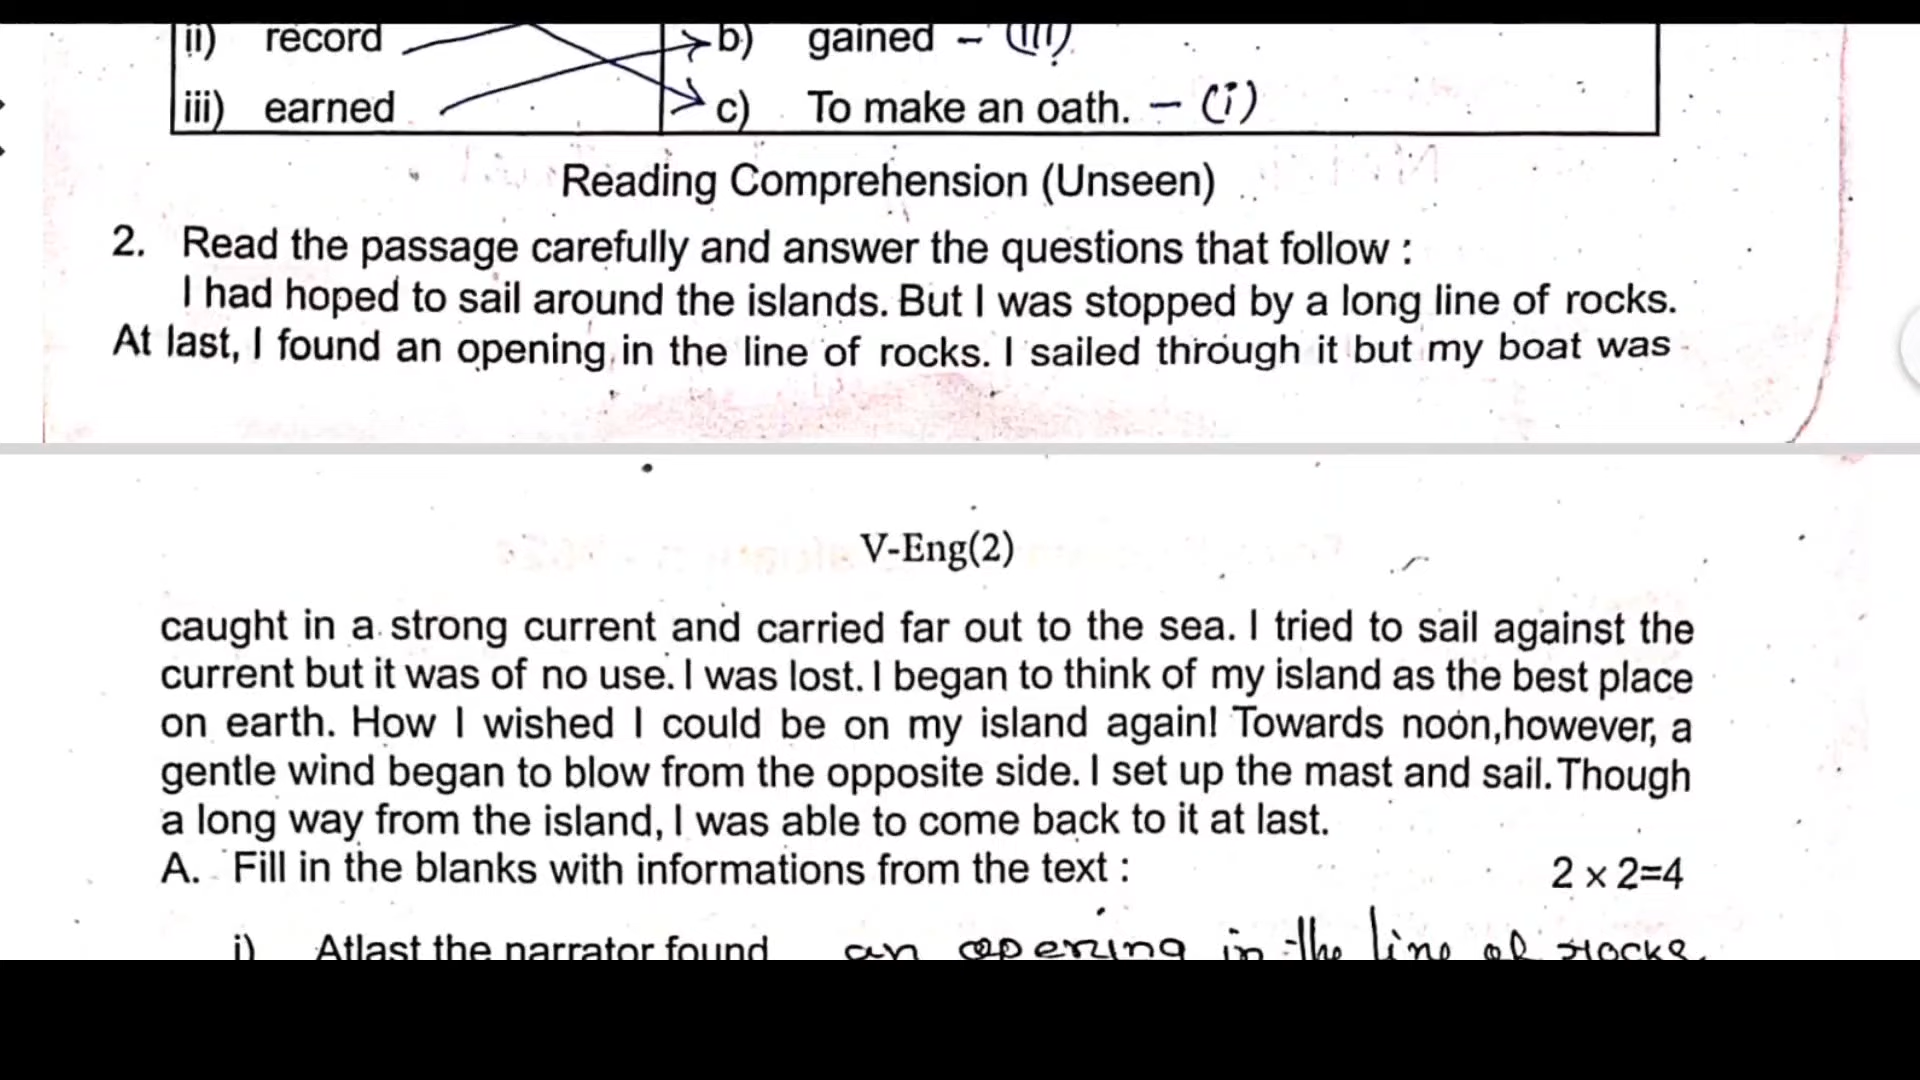 ii) record b) gained - (iii)
iii) earned c) To make an oath. - (i)
Reading Comprehension (Unseen)
2. Read the passage carefully and answer the questions that follow :
I had hoped to sail around the islands. But I was stopped by a long line of rocks.
At last, I found an opening in the line of rocks. I sailed through it but my boat was
V-Eng(2)
caught in a strong current and carried far out to the sea. I tried to sail against the
current but it was of no use. I was lost. I began to think of my island as the best place
on earth. How I wished I could be on my island again! Towards noon,however, a
gentle wind began to blow from the opposite side. I set up the mast and sail. Though
a long way from the island, I was able to come back to it at last.
A. Fill in the blanks with informations from the text : 2 x 2=4
i) Atlast the narrator found an opening in the line of rocks.